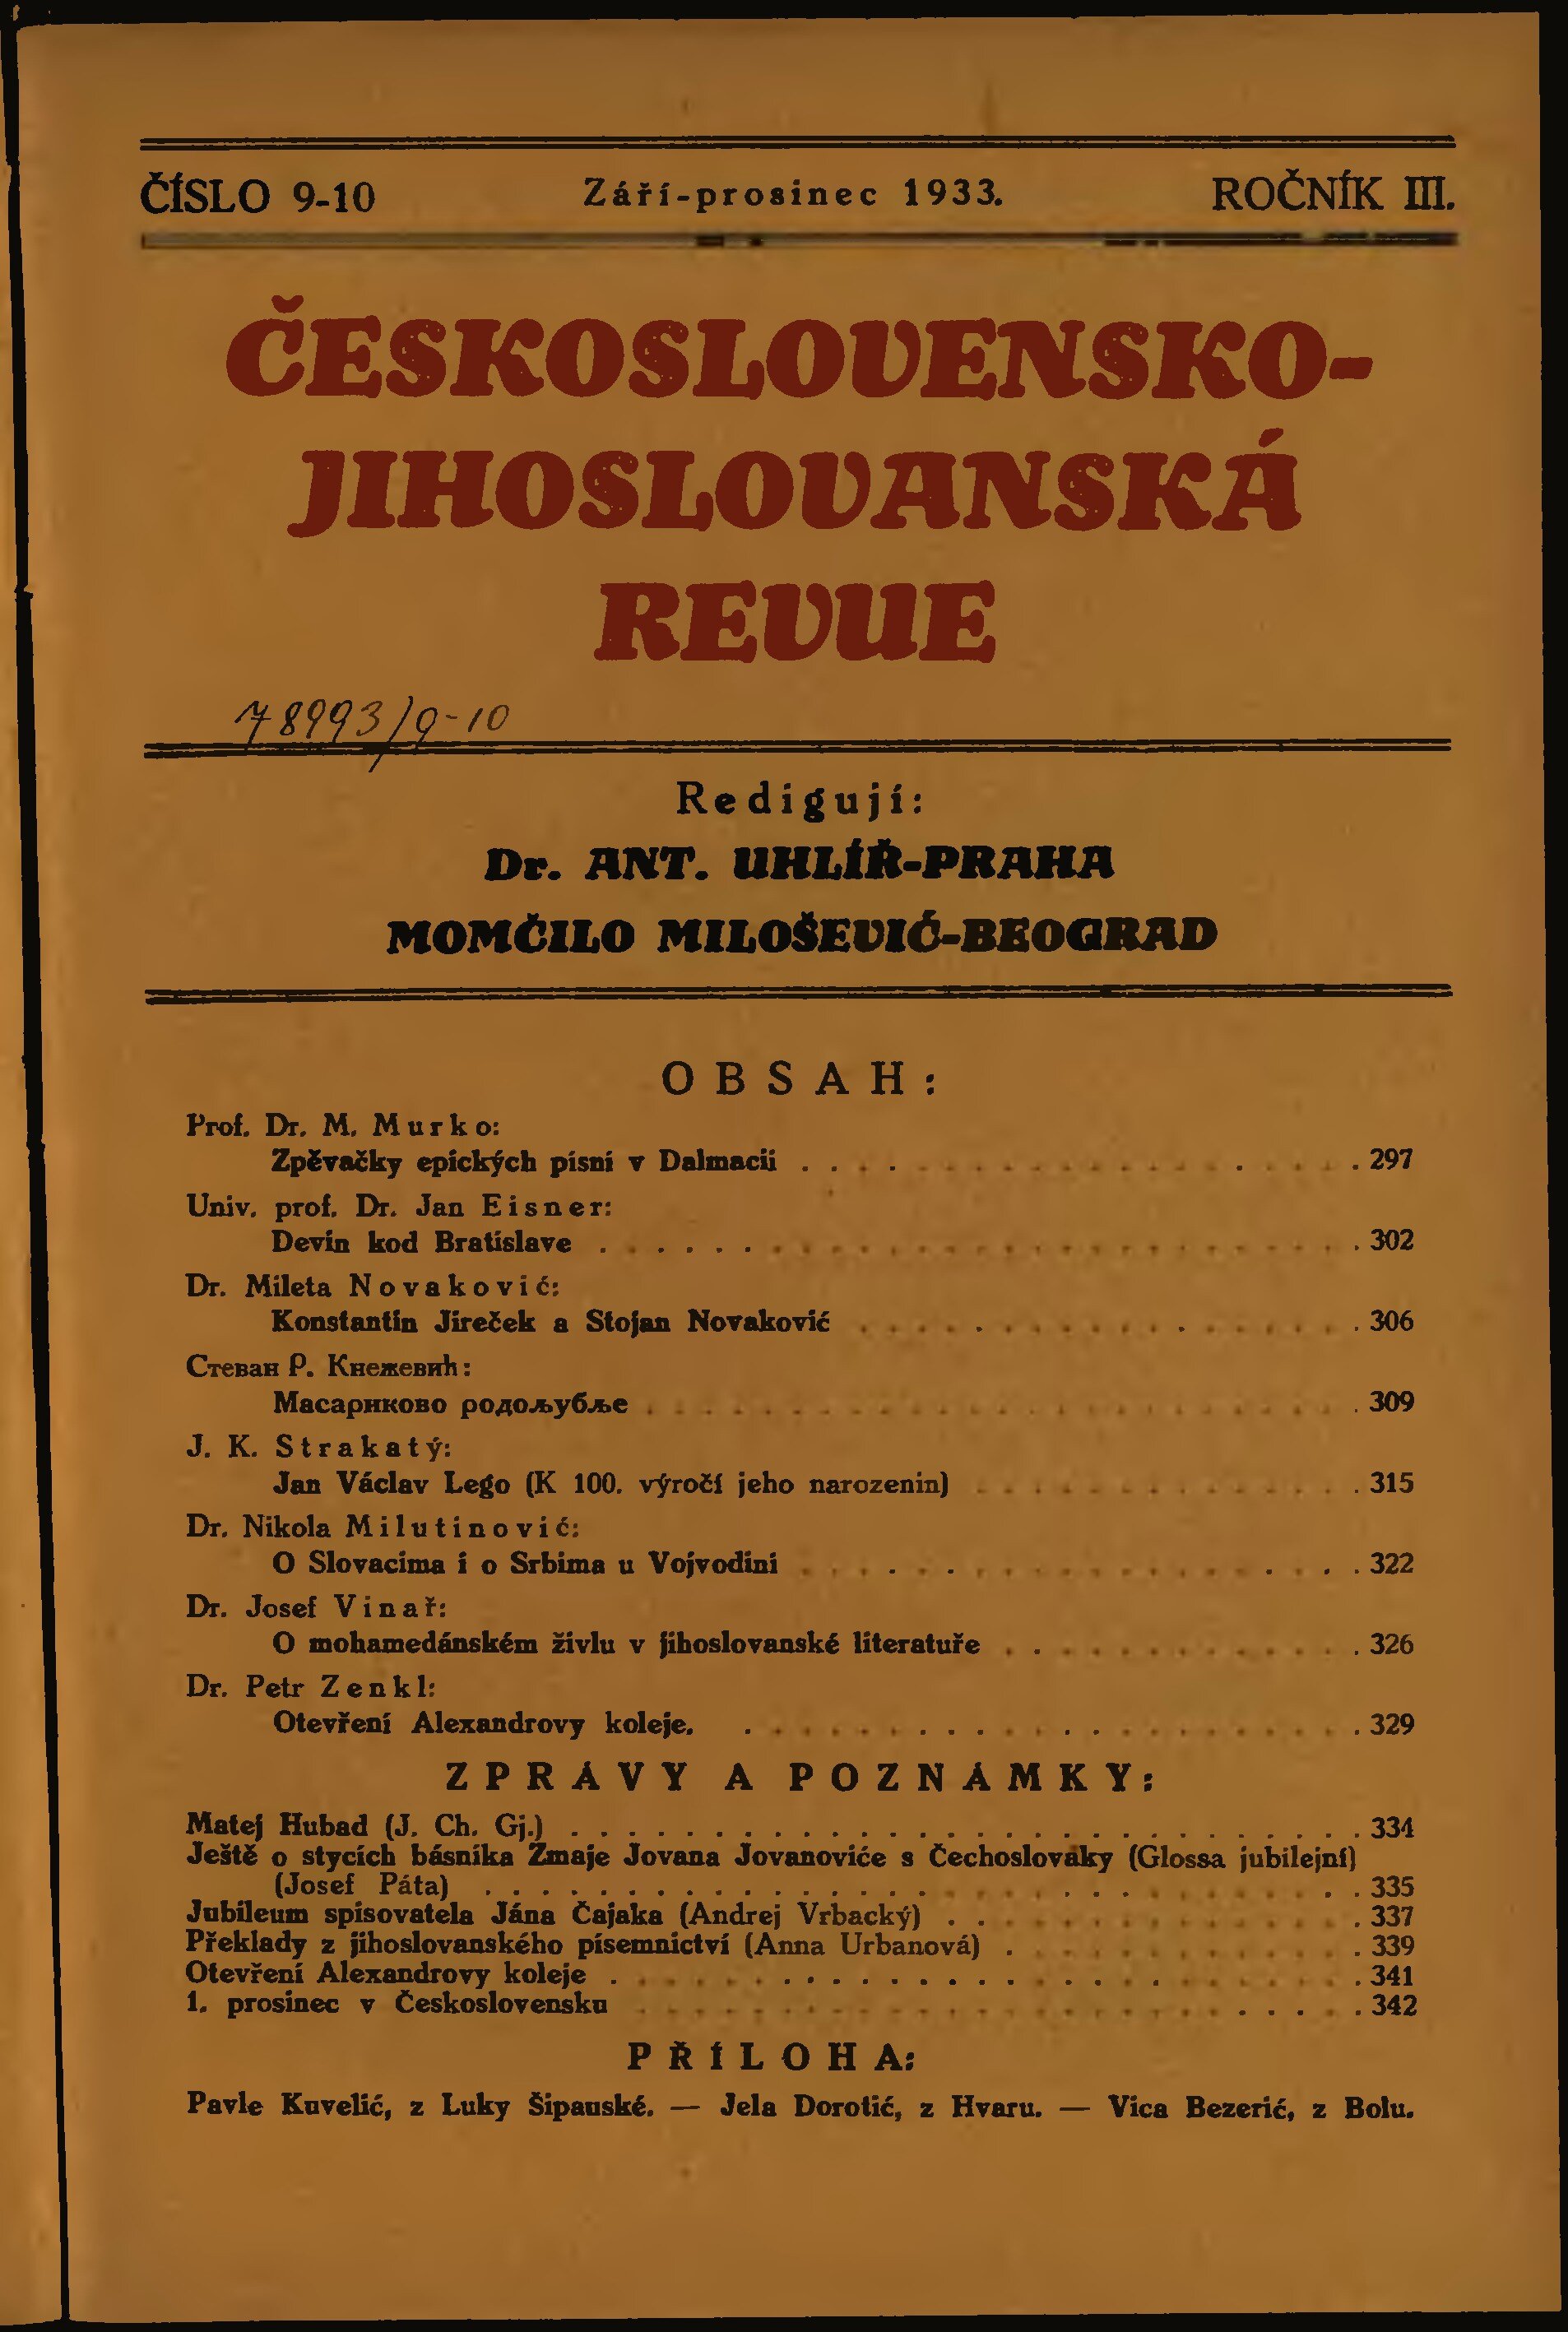 ČÍSLO 9-10 Září-prosinec 1933. ROČNÍK III.
ČESKOSLOVENSKO-
JIHOSLOVANSKÁ
REVUE
78993/9-10
Redigují:
Dr. ANT. UHLÍŘ-PRAHA
MOMČILO MILOŠEVIĆ-BEOGRAD
OBSAH:
Prof. Dr. M. Murko:
Zpěvačky epických písní v Dalmacii . . . . . . . . . . . . . . . . . . . . 297
Univ. prof. Dr. Jan Eisner:
Devin kod Bratislave . . . . . . . . . . . . . . . . . . . . . . . . . . . 302
Dr. Mileta Novaković:
Konstantin Jireček a Stojan Novaković . . . . . . . . . . . . . . . . . . 306
Стеван Р. Кнежевић:
Масариково родољубље . . . . . . . . . . . . . . . . . . . . . . . . . 309
J. K. Strakatý:
Jan Václav Lego (K 100. výročí jeho narozenin) . . . . . . . . . . . . . . 315
Dr. Nikola Milutinović:
O Slovacima i o Srbima u Vojvodini . . . . . . . . . . . . . . . . . . . . 322
Dr. Josef Vinař:
O mohamedánském živlu v jihoslovanské literatuře . . . . . . . . . . . . . 326
Dr. Petr Zenkl:
Otevření Alexandrovy koleje. . . . . . . . . . . . . . . . . . . . . . . 329
ZPRÁVY A POZNÁMKY:
Matej Hubad (J. Ch. Gj.) . . . . . . . . . . . . . . . . . . . . . . . . . . . . 334
Ještě o stycích básníka Zmaje Jovana Jovanoviće s Čechoslováky (Glossa jubilejní)
(Josef Páta) . . . . . . . . . . . . . . . . . . . . . . . . . . . . . . . 335
Jubileum spisovatela Jána Čajaka (Andrej Vrbacký) . . . . . . . . . . . . . . . 337
Překlady z jihoslovanského písemnictví (Anna Urbanová) . . . . . . . . . . . . . 339
Otevření Alexandrovy koleje . . . . . . . . . . . . . . . . . . . . . . . . . . . 341
1. prosinec v Československu . . . . . . . . . . . . . . . . . . . . . . . . . . 342
PŘÍLOHA:
Pavle Kuvelić, z Luky Šipauské. — Jela Dorotić, z Hvaru. — Vica Bezerić, z Bolu.